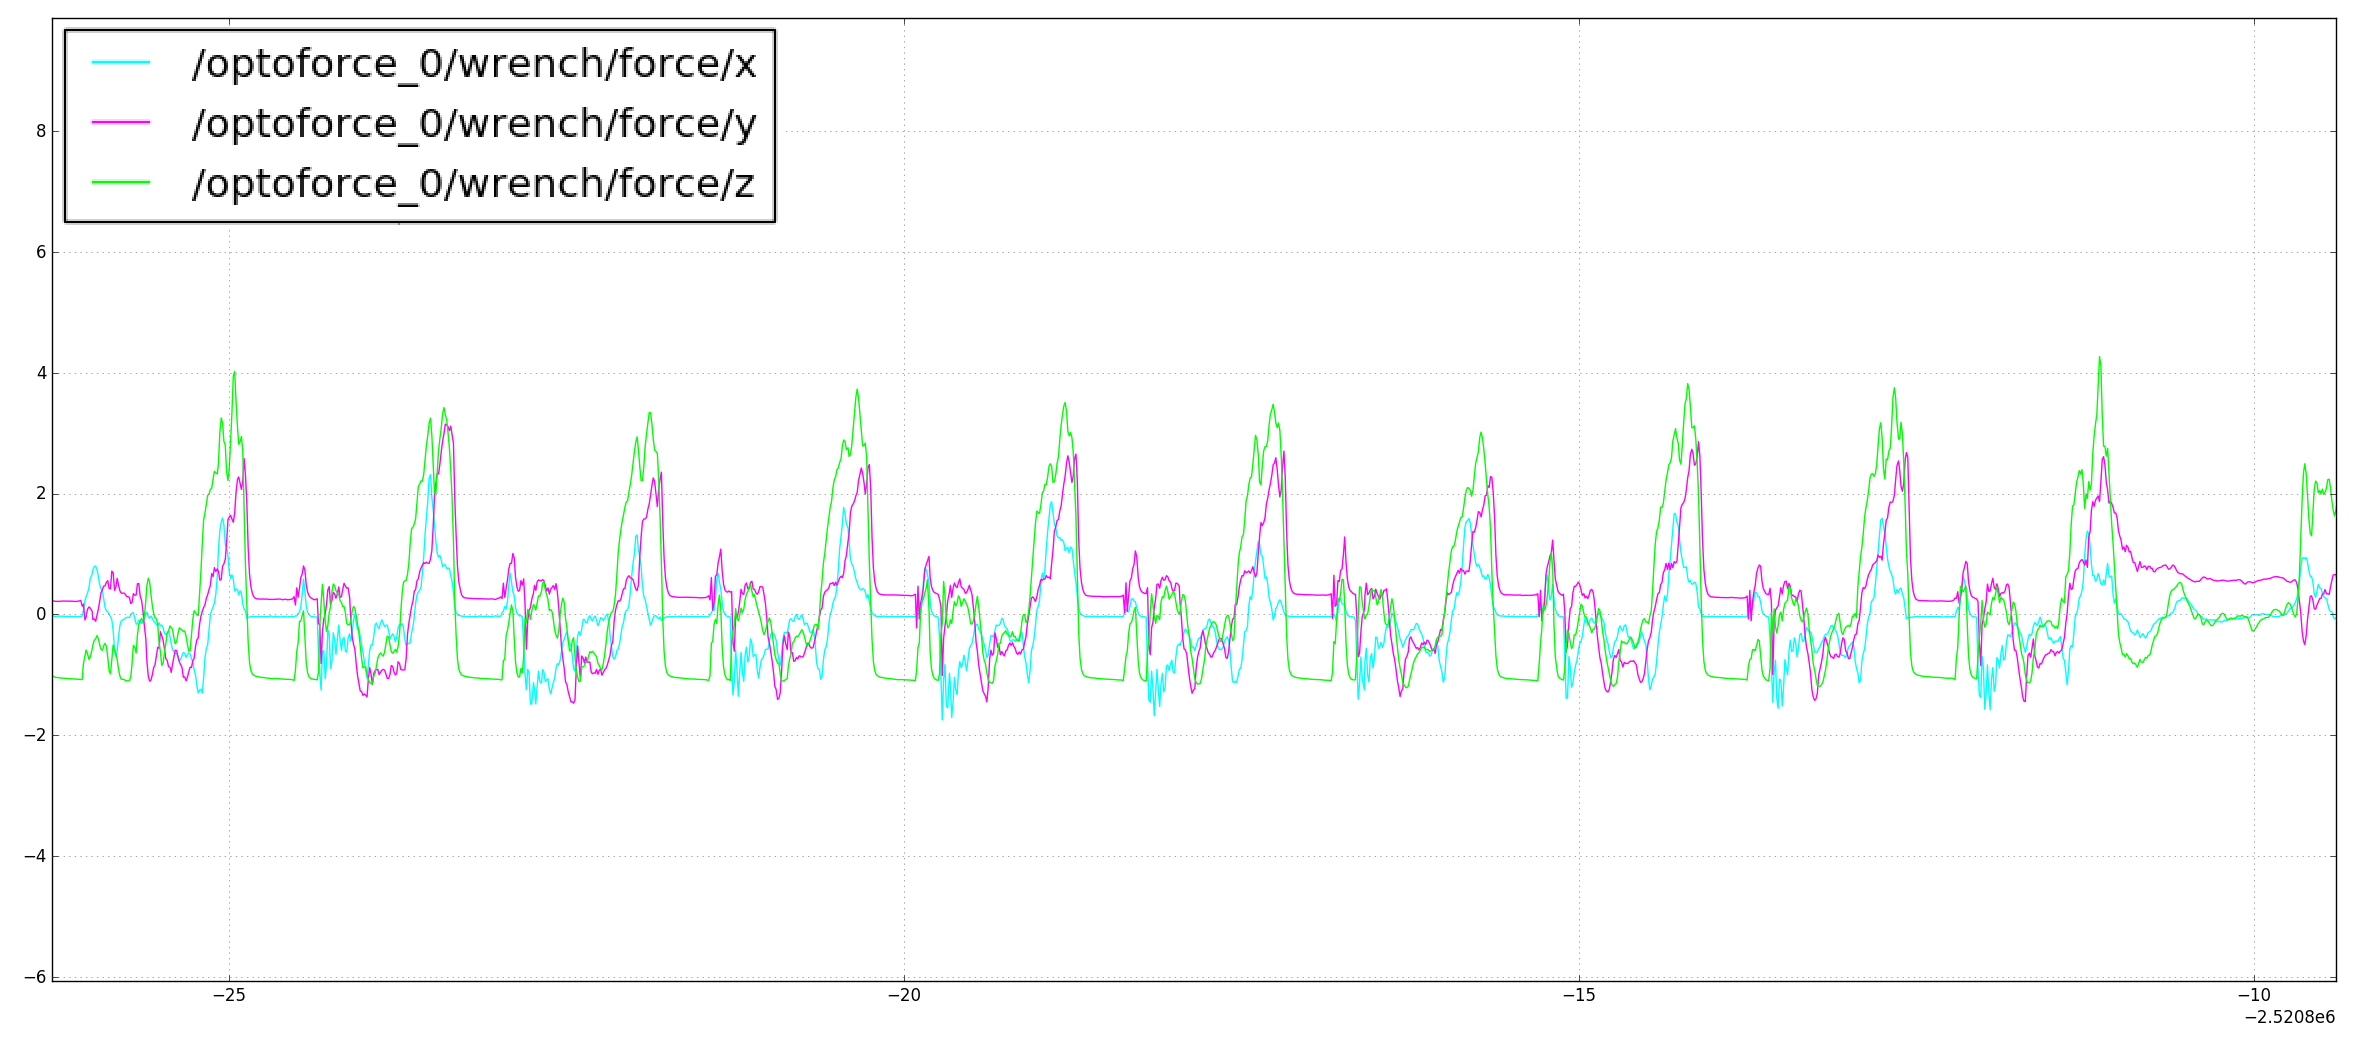 /optoforce_0/wrench/force/x
/optoforce_0/wrench/force/y
/optoforce_0/wrench/force/z
8
6
4
2
0
−2
−4
−6
−25 −20 −15 −10
−2.5208e6